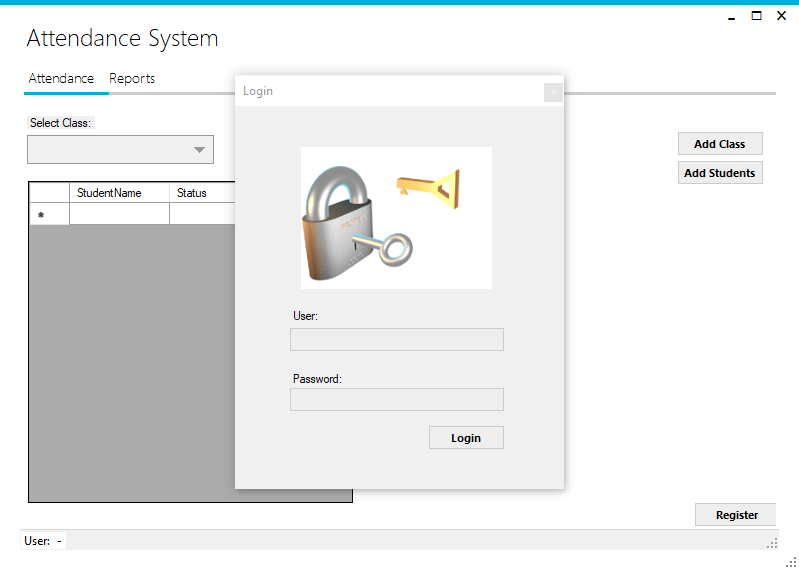 Attendance System
Attendance Reports
Login
Select Class:
Add Class
Add Students
StudentName Status
*
User:
Password:
Login
Register
User: -